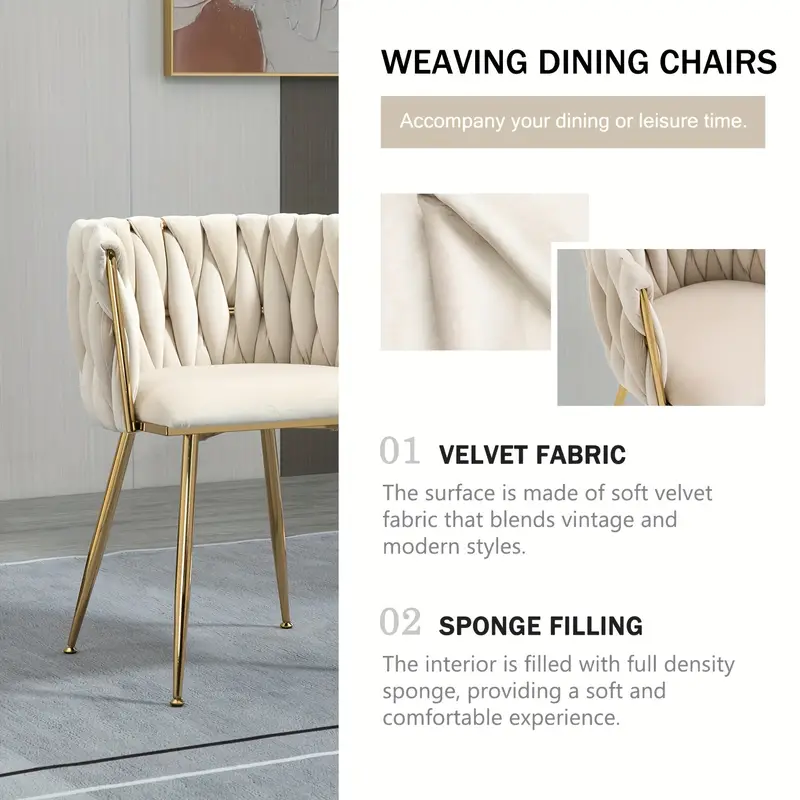 WEAVING DINING CHAIRS
Accompany your dining or leisure time.
01 VELVET FABRIC
The surface is made of soft velvet
fabric that blends vintage and
modern styles.
02 SPONGE FILLING
The interior is filled with full density
sponge, providing a soft and
comfortable experience.